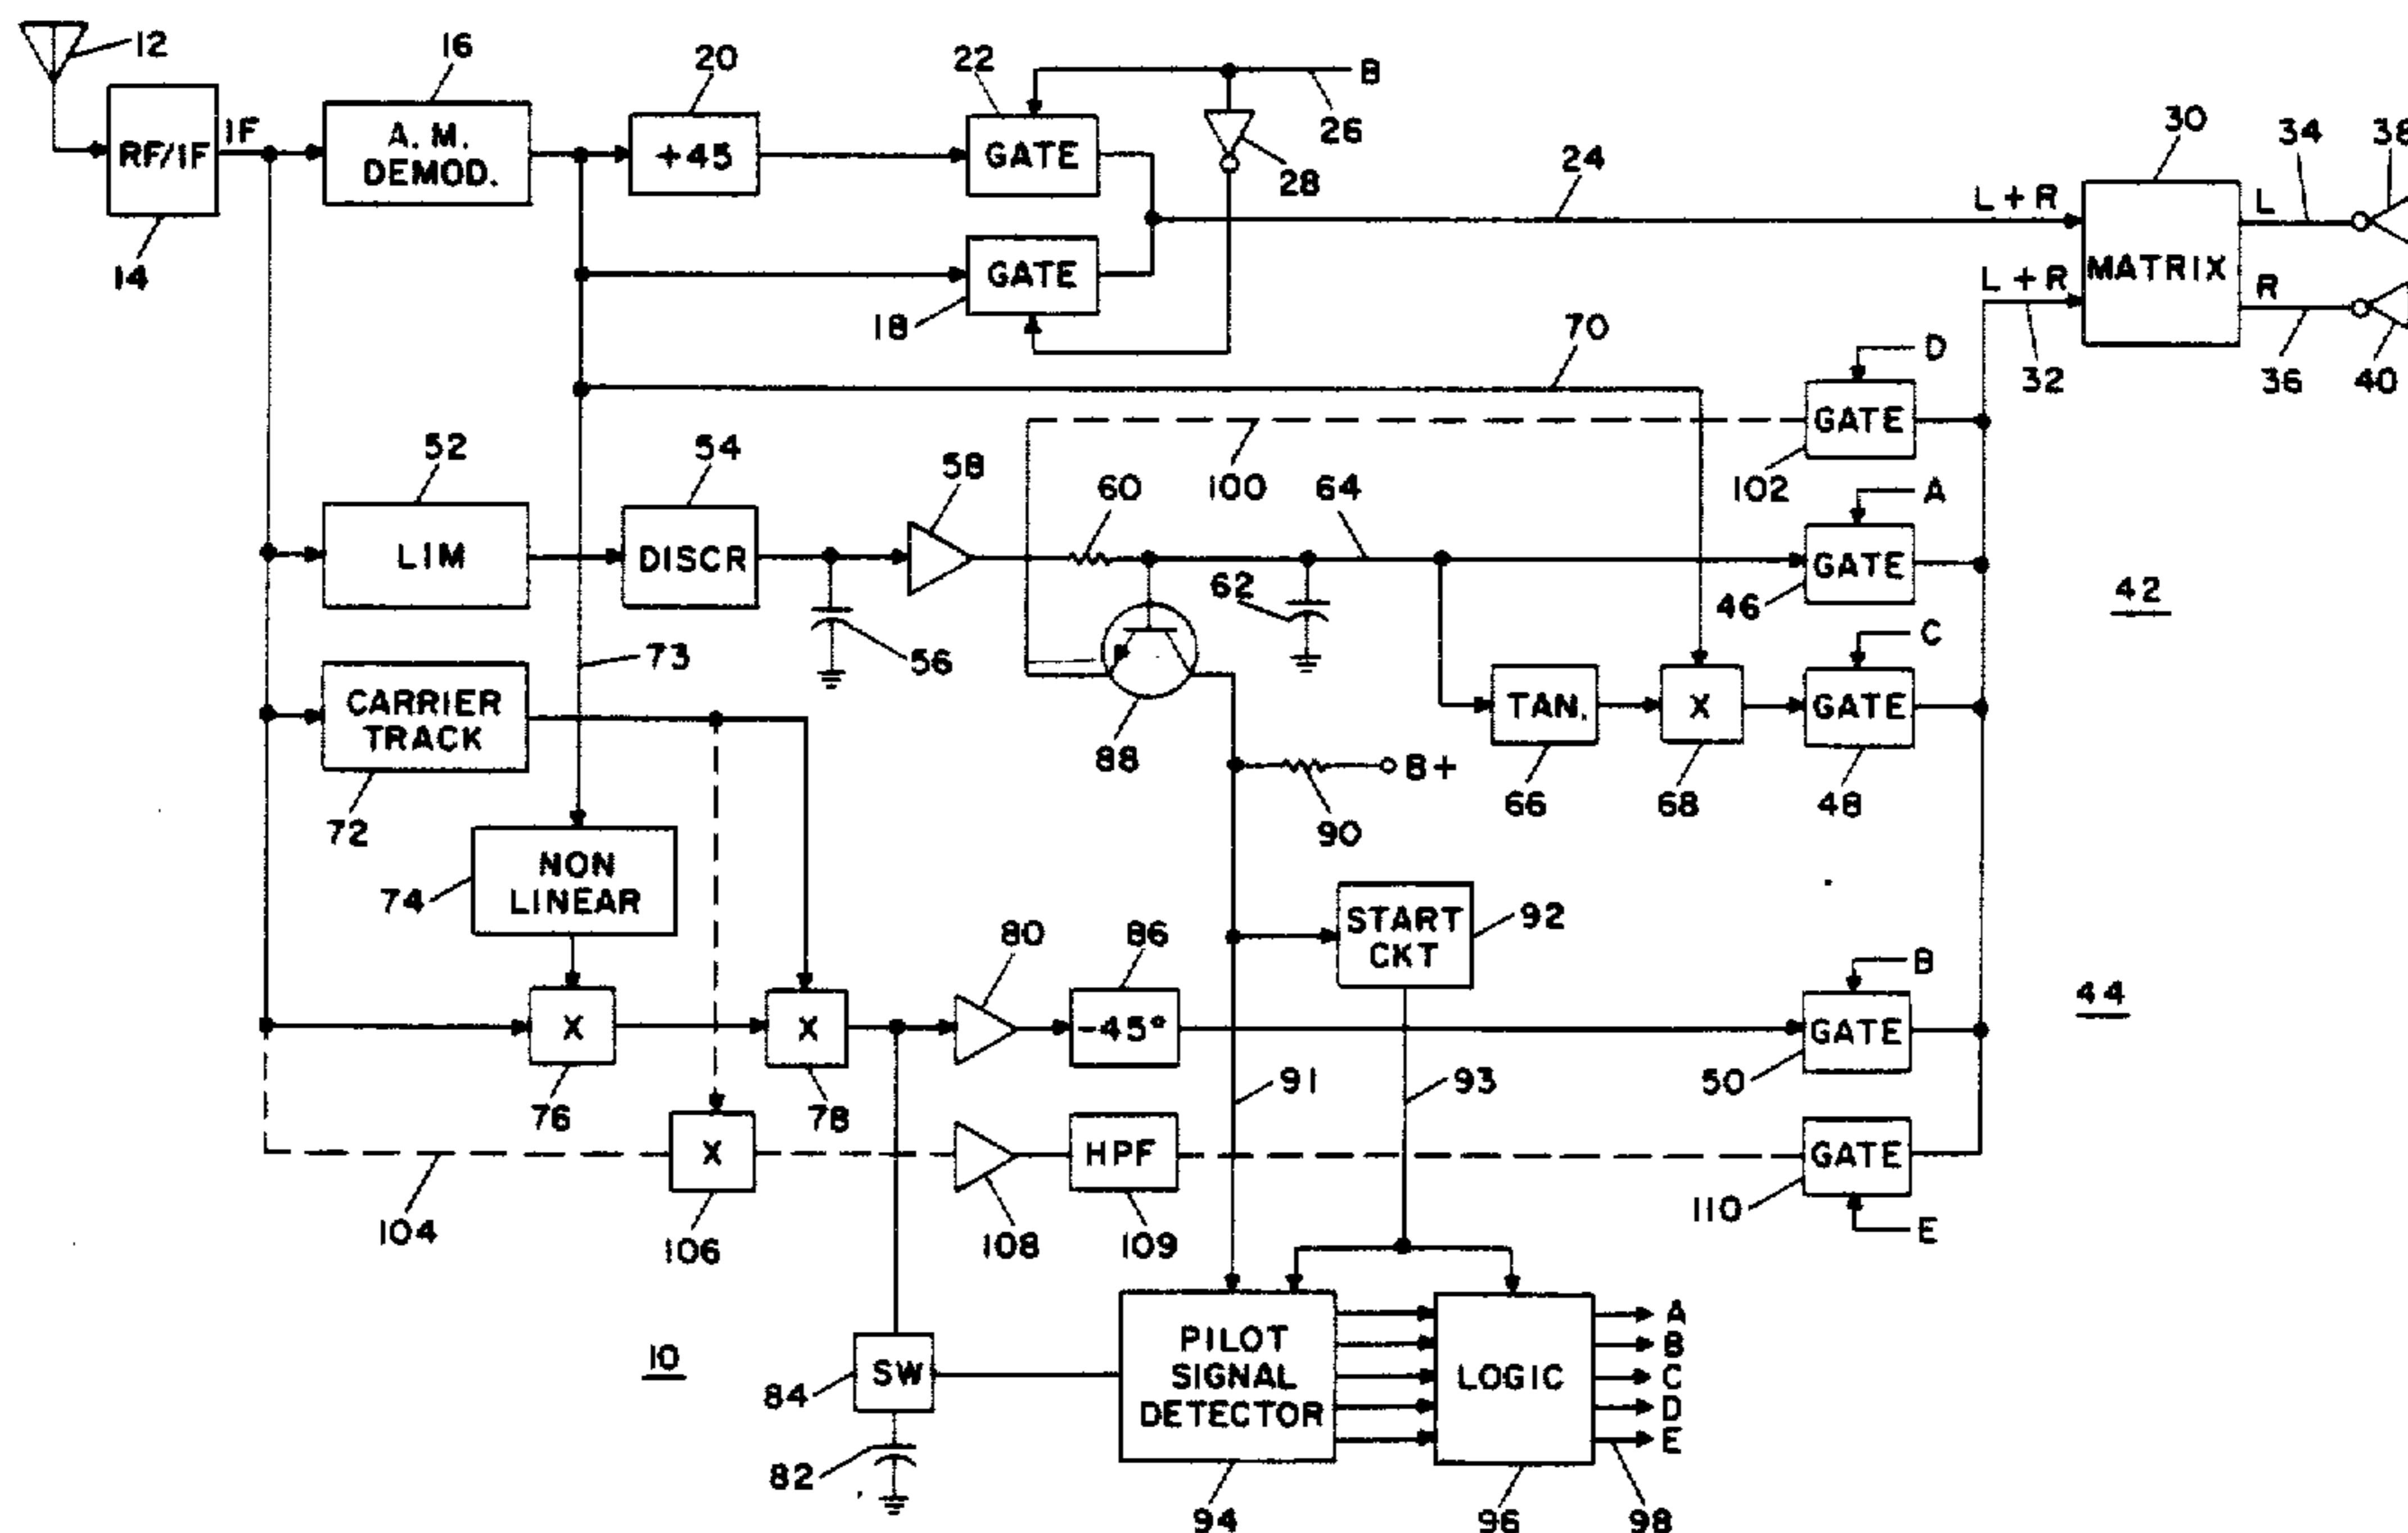 12
16
20
22
B
26
28
RF/IF
IF
14
A. M.
DEMOD.
+45
GATE
GATE
18
24
L + R
L + R
30
MATRIX
34
L
R
32
36
38
40
70
D
GATE
102
100
52
LIM
54
DISCR
58
56
60
62
64
A
GATE
46
42
C
GATE
48
88
TAN.
66
X
68
B+
90
73
CARRIER
TRACK
72
74
NON
LINEAR
X
76
X
78
80
86
-45°
START
CKT
92
B
GATE
50
44
91
93
104
X
106
108
HPF
109
GATE
110
E
10
SW
84
82
PILOT
SIGNAL
DETECTOR
94
LOGIC
96
A
B
C
D
E
98